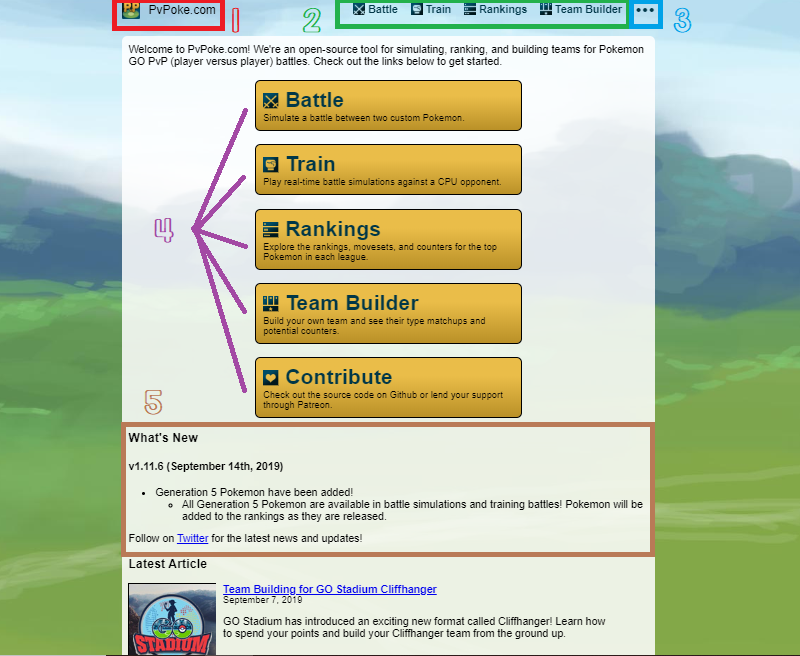 PvPoke.com 1 2 Battle Train Rankings Team Builder ••• 3
Welcome to PvPoke.com! We're an open-source tool for simulating, ranking, and building teams for Pokemon
GO PvP (player versus player) battles. Check out the links below to get started.
Battle
Simulate a battle between two custom Pokemon.
Train
Play real-time battle simulations against a CPU opponent.
4
Rankings
Explore the rankings, movesets, and counters for the top
Pokemon in each league.
Team Builder
Build your own team and see their type matchups and
potential counters.
Contribute
Check out the source code on Github or lend your support
through Patreon.
5
What's New
v1.11.6 (September 14th, 2019)
• Generation 5 Pokemon have been added!
◦ All Generation 5 Pokemon are available in battle simulations and training battles! Pokemon will be
added to the rankings as they are released.
Follow on Twitter for the latest news and updates!
Latest Article
Team Building for GO Stadium Cliffhanger
September 7, 2019
GO Stadium has introduced an exciting new format called Cliffhanger! Learn how
to spend your points and build your Cliffhanger team from the ground up.
STADIUM